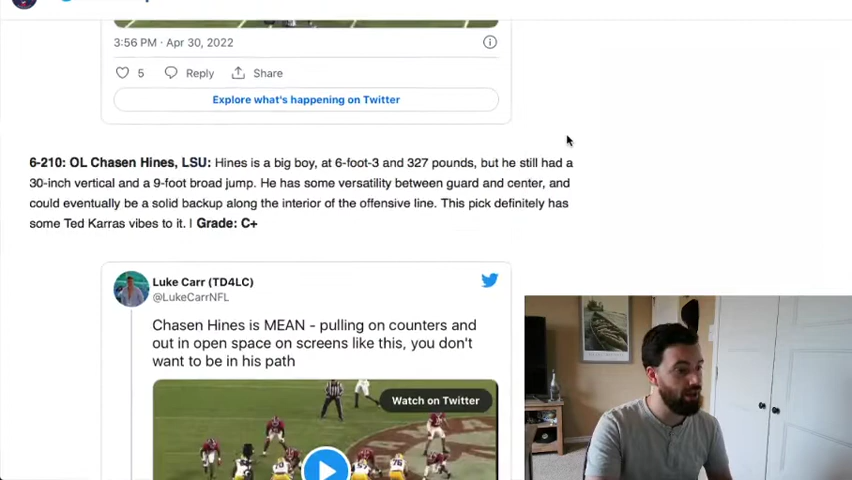 3:56 PM · Apr 30, 2022
5 Reply Share
Explore what's happening on Twitter
6-210: OL Chasen Hines, LSU: Hines is a big boy, at 6-foot-3 and 327 pounds, but he still had a
30-inch vertical and a 9-foot broad jump. He has some versatility between guard and center, and
could eventually be a solid backup along the interior of the offensive line. This pick definitely has
some Ted Karras vibes to it. | Grade: C+
Luke Carr (TD4LC)
@LukeCarrNFL
Chasen Hines is MEAN - pulling on counters and
out in open space on screens like this, you don't
want to be in his path
Watch on Twitter